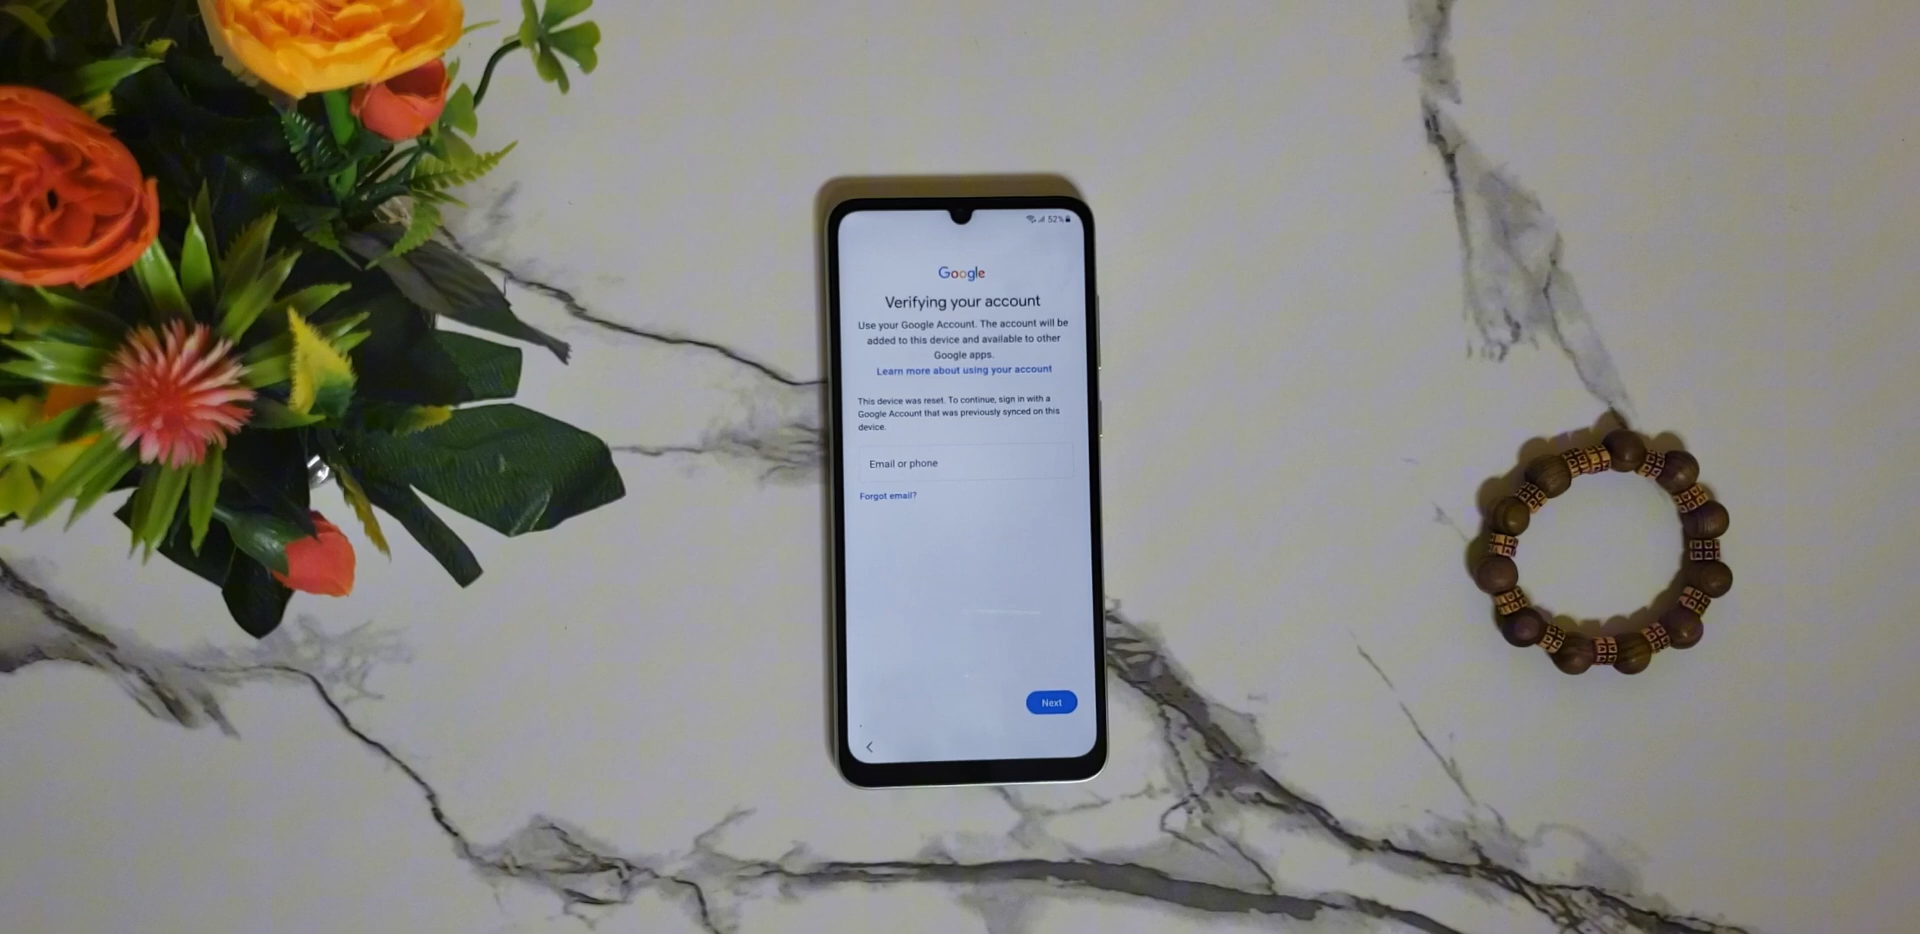 52%
Google
Verifying your account
Use your Google Account. The account will be
added to this device and available to other
Google apps.
Learn more about using your account
This device was reset. To continue, sign in with a
Google Account that was previously synced on this
device.
Email or phone
Forgot email?
Next